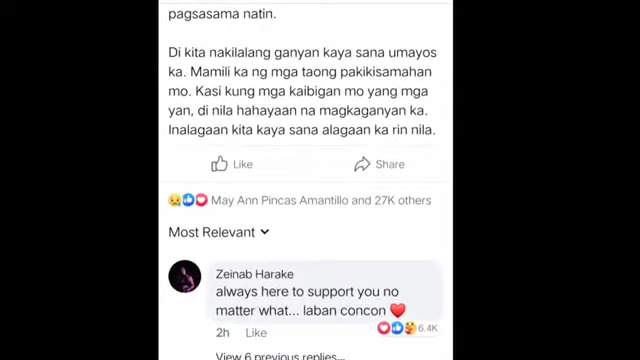 pagsasama natin.
Di kita nakilalang ganyan kaya sana umayos
ka. Mamili ka ng mga taong pakikisamahan
mo. Kasi kung mga kaibigan mo yang mga
yan, di nila hahayaan na magkaganyan ka.
Inalagaan kita kaya sana alagaan ka rin nila.
Like Share
May Ann Pincas Amantillo and 27K others
Most Relevant
Zeinab Harake
always here to support you no
matter what... laban concon ❤️
2h Like 6.4K
View 6 previous replies...